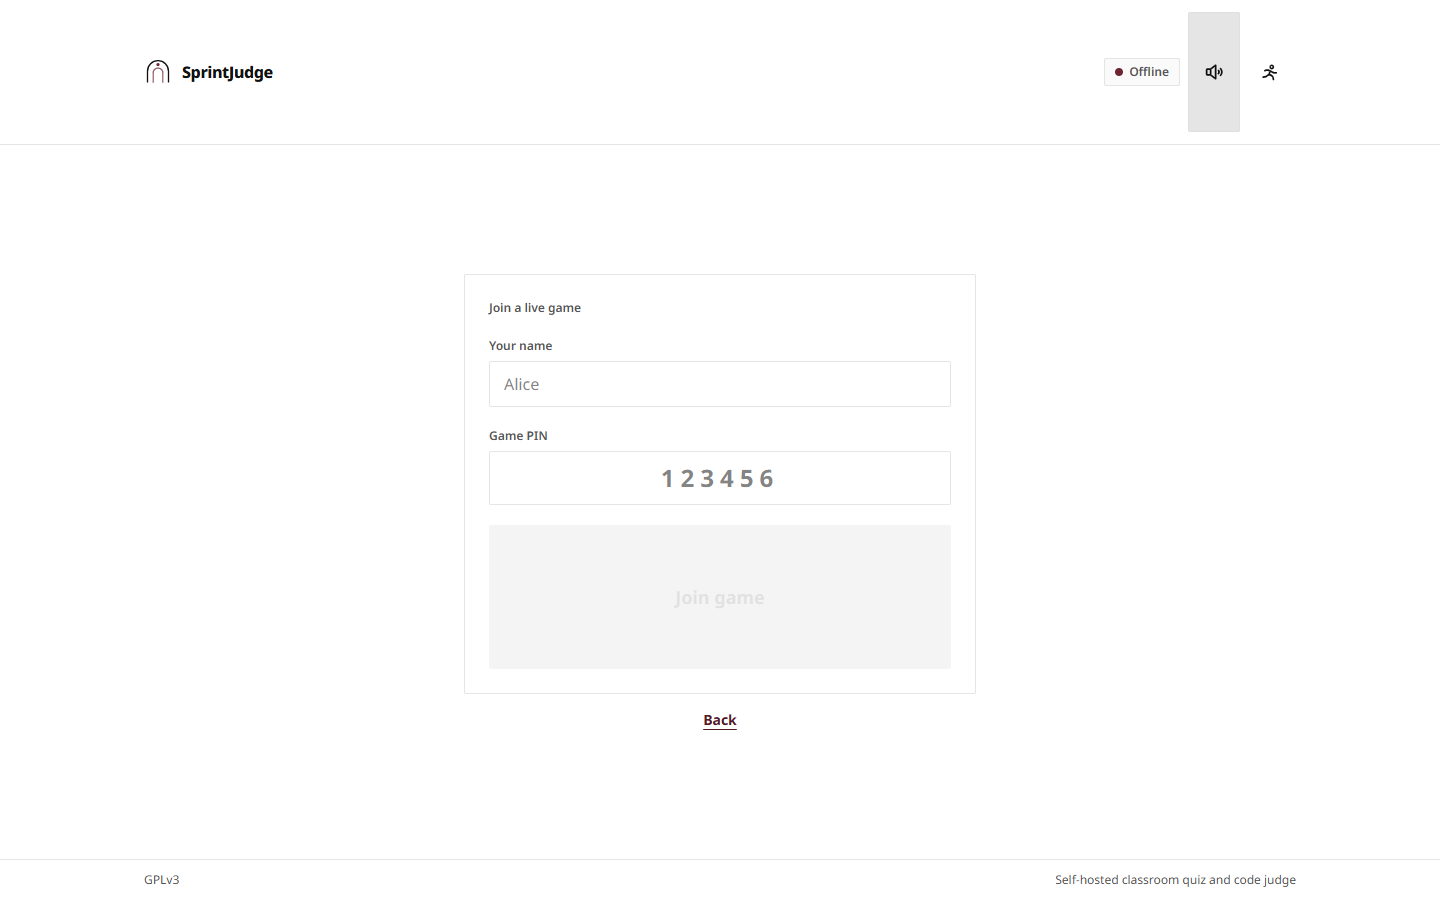 SprintJudge
Offline
Join a live game
Your name
Alice
Game PIN
123456
Join game
Back
GPLv3
Self-hosted classroom quiz and code judge